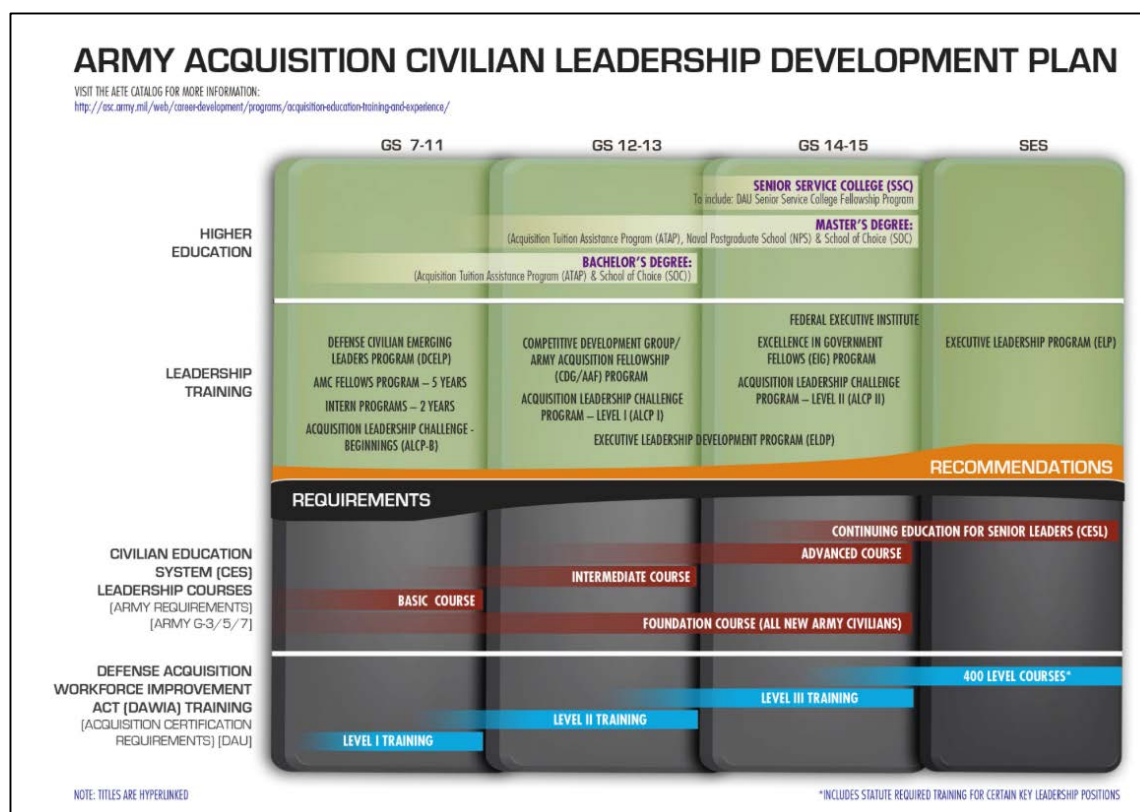 ARMY ACQUISITION CIVILIAN LEADERSHIP DEVELOPMENT PLAN
VISIT THE AETE CATALOG FOR MORE INFORMATION:
http://asc.army.mil/web/career-development/programs/acquisition-education-training-and-experience/
GS 7-11
GS 12-13
GS 14-15
SES
HIGHER
EDUCATION
SENIOR SERVICE COLLEGE (SSC)
To include: DAU Senior Service College Fellowship Program
MASTER'S DEGREE:
(Acquisition Tuition Assistance Program (ATAP), Naval Postgraduate School (NPS) & School of Choice (SOC)
BACHELOR'S DEGREE:
(Acquisition Tuition Assistance Program (ATAP) & School of Choice (SOC))
LEADERSHIP
TRAINING
DEFENSE CIVILIAN EMERGING
LEADERS PROGRAM (DCELP)
AMC FELLOWS PROGRAM – 5 YEARS
INTERN PROGRAMS – 2 YEARS
ACQUISITION LEADERSHIP CHALLENGE -
BEGINNINGS (ALCP-B)
COMPETITIVE DEVELOPMENT GROUP/
ARMY ACQUISITION FELLOWSHIP
(CDG/AAF) PROGRAM
ACQUISITION LEADERSHIP CHALLENGE
PROGRAM – LEVEL I (ALCP I)
FEDERAL EXECUTIVE INSTITUTE
EXCELLENCE IN GOVERNMENT
FELLOWS (EIG) PROGRAM
ACQUISITION LEADERSHIP CHALLENGE
PROGRAM – LEVEL II (ALCP II)
EXECUTIVE LEADERSHIP DEVELOPMENT PROGRAM (ELDP)
EXECUTIVE LEADERSHIP PROGRAM (ELP)
RECOMMENDATIONS
REQUIREMENTS
CIVILIAN EDUCATION
SYSTEM (CES)
LEADERSHIP COURSES
[ARMY REQUIREMENTS]
[ARMY G-3/5/7]
CONTINUING EDUCATION FOR SENIOR LEADERS (CESL)
ADVANCED COURSE
INTERMEDIATE COURSE
BASIC COURSE
FOUNDATION COURSE (ALL NEW ARMY CIVILIANS)
DEFENSE ACQUISITION
WORKFORCE IMPROVEMENT
ACT (DAWIA) TRAINING
[ACQUISITION CERTIFICATION
REQUIREMENTS] [DAU]
400 LEVEL COURSES*
LEVEL III TRAINING
LEVEL II TRAINING
LEVEL I TRAINING
NOTE: TITLES ARE HYPERLINKED
*INCLUDES STATUTE REQUIRED TRAINING FOR CERTAIN KEY LEADERSHIP POSITIONS